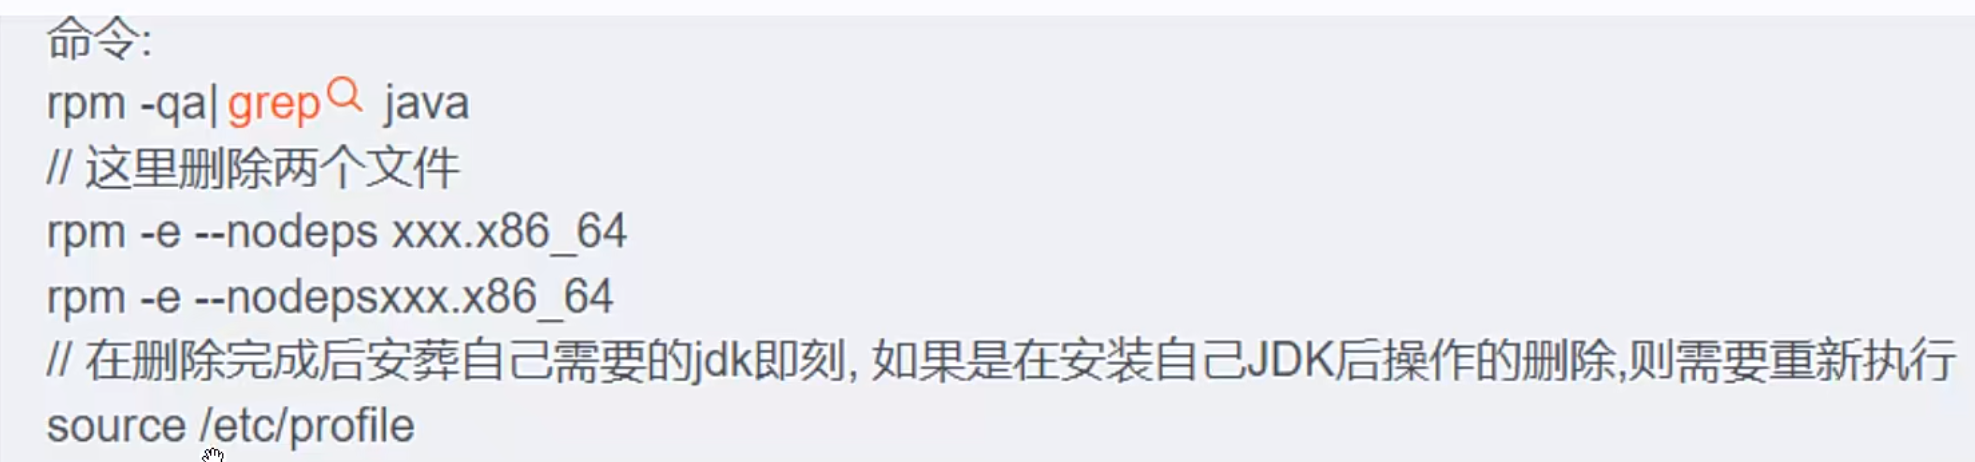 命令:
rpm -qa| grep java
// 这里删除两个文件
rpm -e --nodeps xxx.x86_64
rpm -e --nodepsxxx.x86_64
// 在删除完成后安葬自己需要的jdk即刻, 如果是在安装自己JDK后操作的删除,则需要重新执行
source /etc/profile